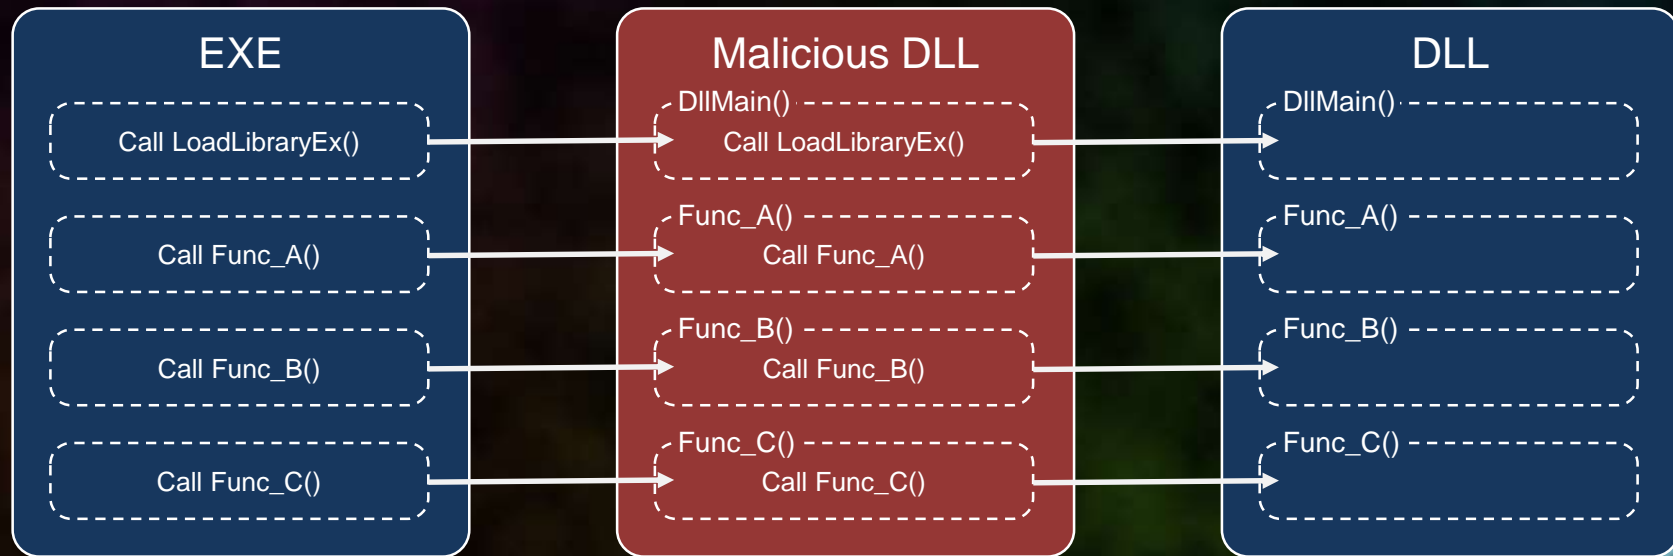 EXE
Call LoadLibraryEx()
Call Func_A()
Call Func_B()
Call Func_C()
Malicious DLL
DllMain()
Call LoadLibraryEx()
Func_A()
Call Func_A()
Func_B()
Call Func_B()
Func_C()
Call Func_C()
DLL
DllMain()
Func_A()
Func_B()
Func_C()